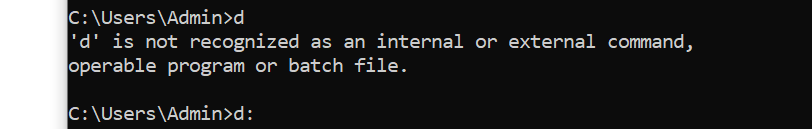 C:\Users\Admin>d
'd' is not recognized as an internal or external command,
operable program or batch file.
C:\Users\Admin>d: